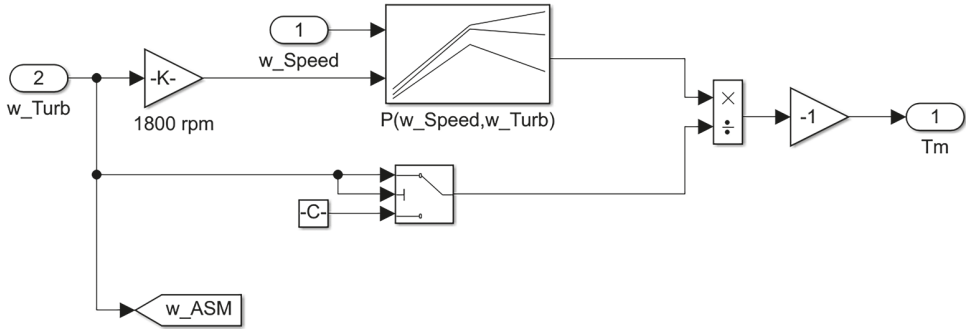 1
w_Speed
2
w_Turb
-K-
1800 rpm
P(w_Speed,w_Turb)
×
÷
-1
1
Tm
-C-
w_ASM